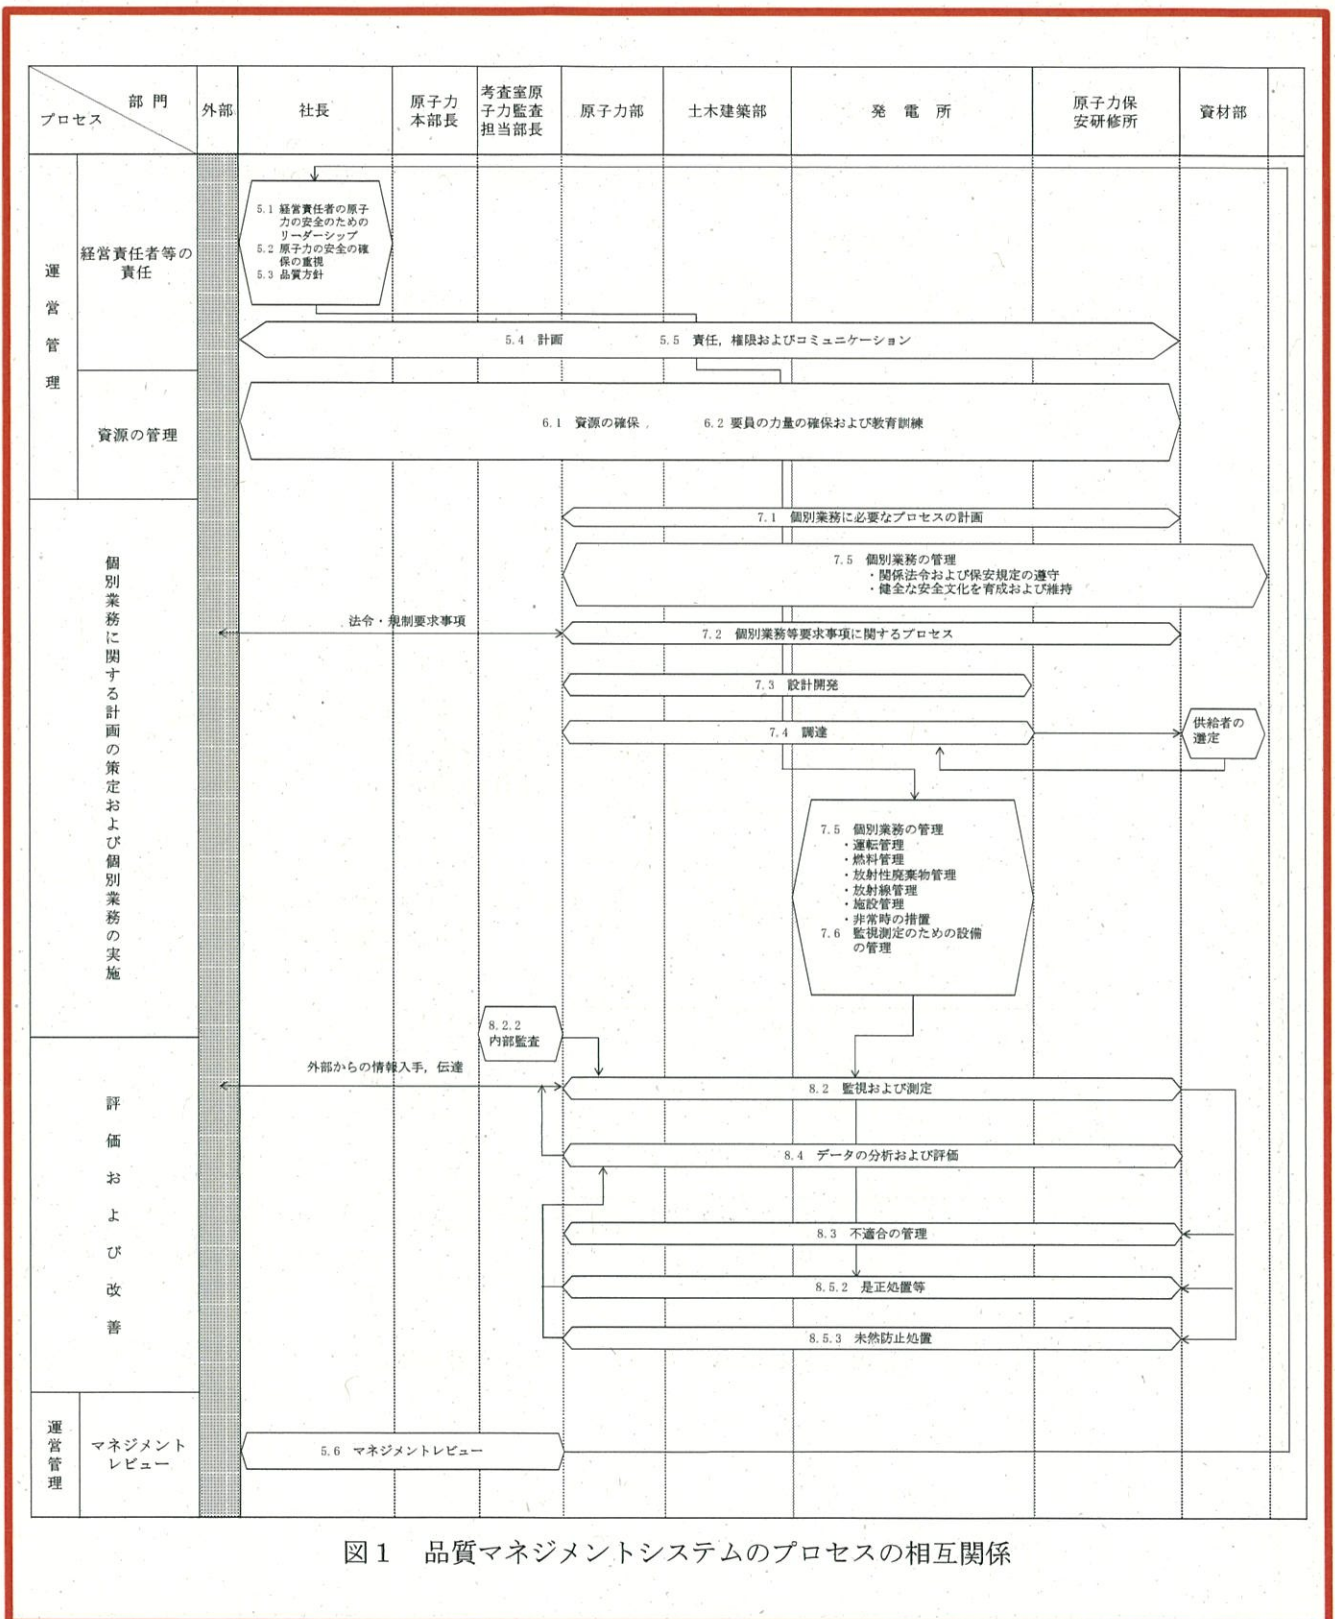 部 門
プロセス
外部
社長
原子力
本部長
考査室原
子力監査
担当部長
原子力部
土木建築部
発 電 所
原子力保
安研修所
資材部
運営管理
経営責任者等の
責任
5.1 経営責任者の原子
力の安全のための
リーダーシップ
5.2 原子力の安全の確
保の重視
5.3 品質方針
5.4 計画
5.5 責任，権限およびコミュニケーション
資源の管理
6.1 資源の確保
6.2 要員の力量の確保および教育訓練
個別業務に関する計画の策定および個別業務の実施
7.1 個別業務に必要なプロセスの計画
7.5 個別業務の管理
・関係法令および保安規定の遵守
・健全な安全文化を育成および維持
法令・規制要求事項
7.2 個別業務等要求事項に関するプロセス
7.3 設計開発
7.4 調達
供給者の
選定
7.5 個別業務の管理
・運転管理
・燃料管理
・放射性廃棄物管理
・放射線管理
・施設管理
・非常時の措置
7.6 監視測定のための設備
の管理
8.2.2
内部監査
評価および改善
外部からの情報入手，伝達
8.2 監視および測定
8.4 データの分析および評価
8.3 不適合の管理
8.5.2 是正処置等
8.5.3 未然防止処置
運営管理
マネジメント
レビュー
5.6 マネジメントレビュー
図１ 品質マネジメントシステムのプロセスの相互関係